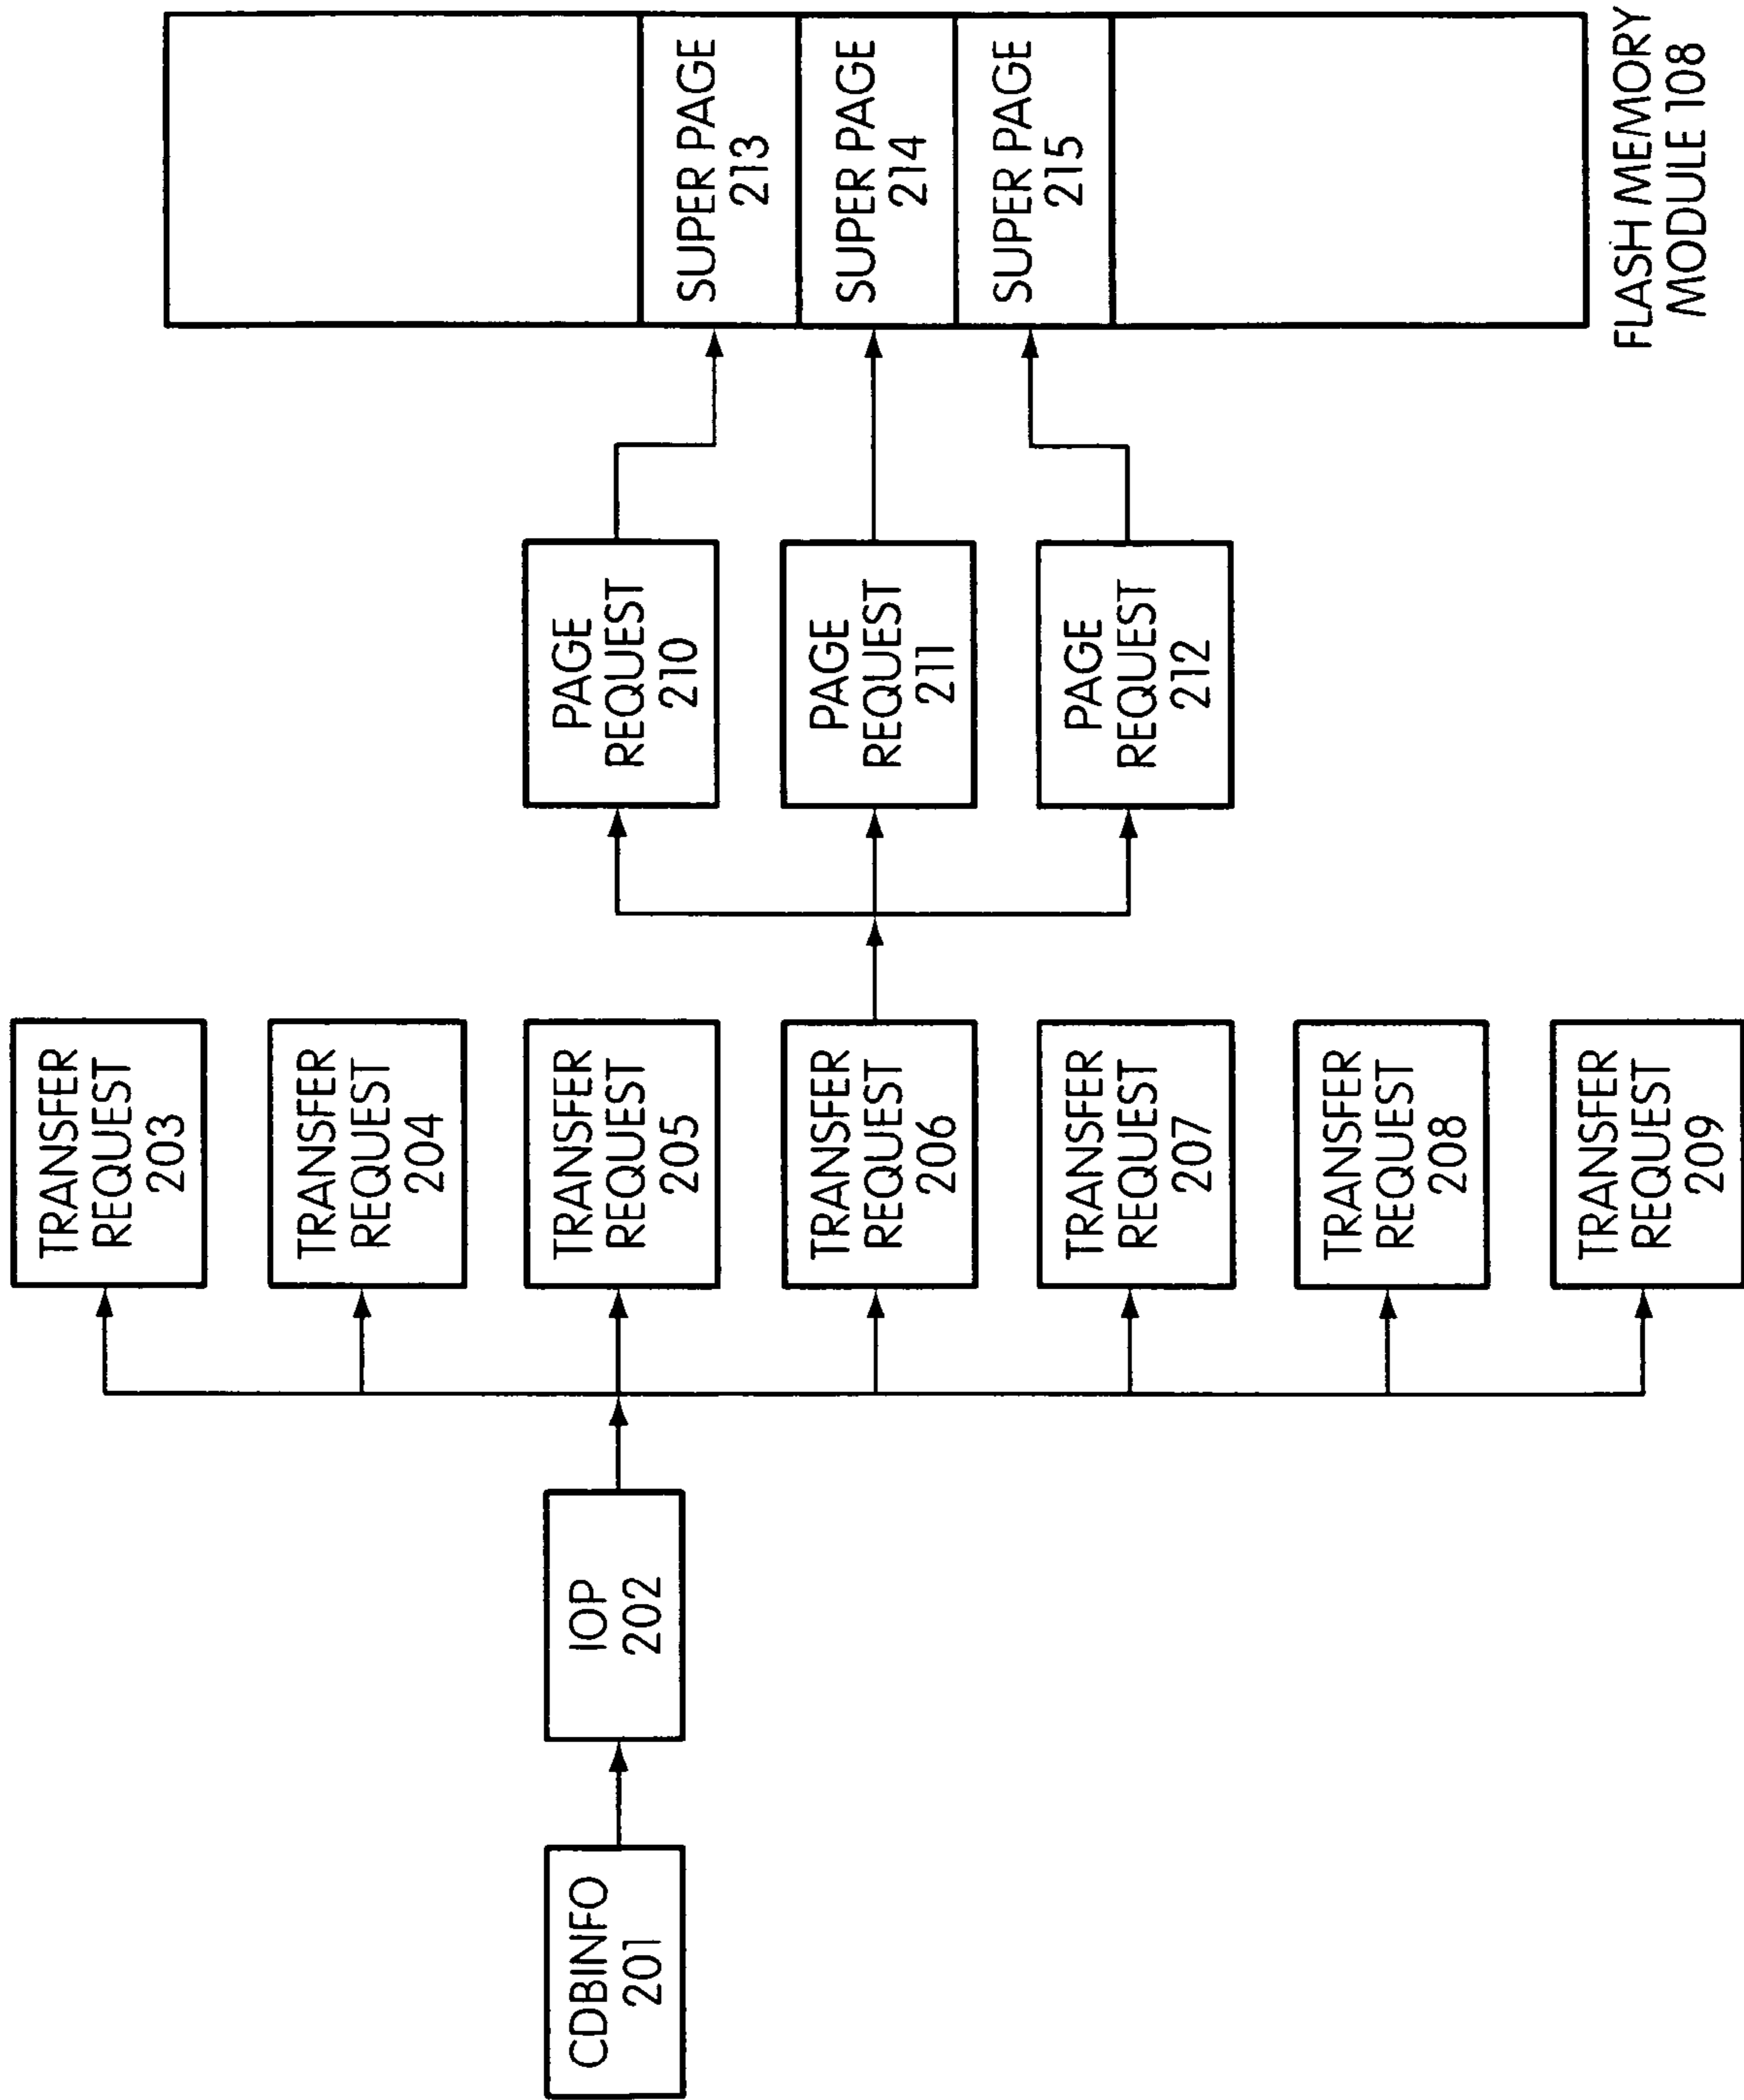 CDBINFO
201
IOP
202
TRANSFER
REQUEST
203
TRANSFER
REQUEST
204
TRANSFER
REQUEST
205
TRANSFER
REQUEST
206
TRANSFER
REQUEST
207
TRANSFER
REQUEST
208
TRANSFER
REQUEST
209
PAGE
REQUEST
210
PAGE
REQUEST
211
PAGE
REQUEST
212
SUPER PAGE
213
SUPER PAGE
214
SUPER PAGE
215
FLASH MEMORY
MODULE 108